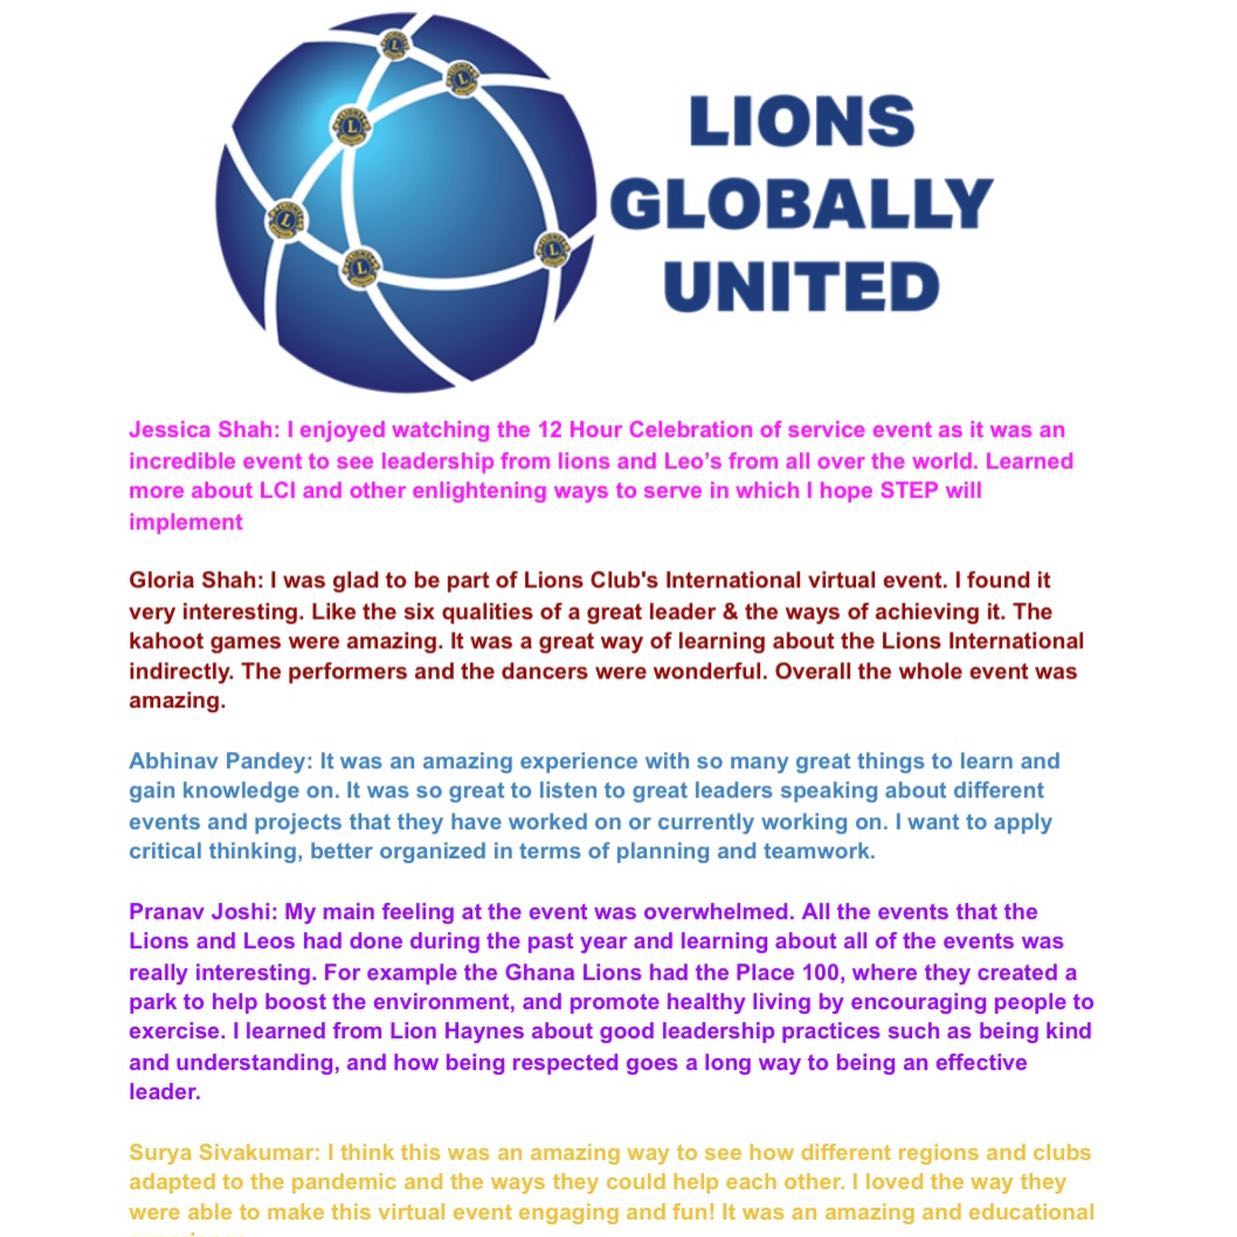 LIONS
GLOBALLY
UNITED
Jessica Shah: I enjoyed watching the 12 Hour Celebration of service event as it was an
incredible event to see leadership from lions and Leo’s from all over the world. Learned
more about LCI and other enlightening ways to serve in which I hope STEP will
implement
Gloria Shah: I was glad to be part of Lions Club's International virtual event. I found it
very interesting. Like the six qualities of a great leader & the ways of achieving it. The
kahoot games were amazing. It was a great way of learning about the Lions International
indirectly. The performers and the dancers were wonderful. Overall the whole event was
amazing.
Abhinav Pandey: It was an amazing experience with so many great things to learn and
gain knowledge on. It was so great to listen to great leaders speaking about different
events and projects that they have worked on or currently working on. I want to apply
critical thinking, better organized in terms of planning and teamwork.
Pranav Joshi: My main feeling at the event was overwhelmed. All the events that the
Lions and Leos had done during the past year and learning about all of the events was
really interesting. For example the Ghana Lions had the Place 100, where they created a
park to help boost the environment, and promote healthy living by encouraging people to
exercise. I learned from Lion Haynes about good leadership practices such as being kind
and understanding, and how being respected goes a long way to being an effective
leader.
Surya Sivakumar: I think this was an amazing way to see how different regions and clubs
adapted to the pandemic and the ways they could help each other. I loved the way they
were able to make this virtual event engaging and fun! It was an amazing and educational